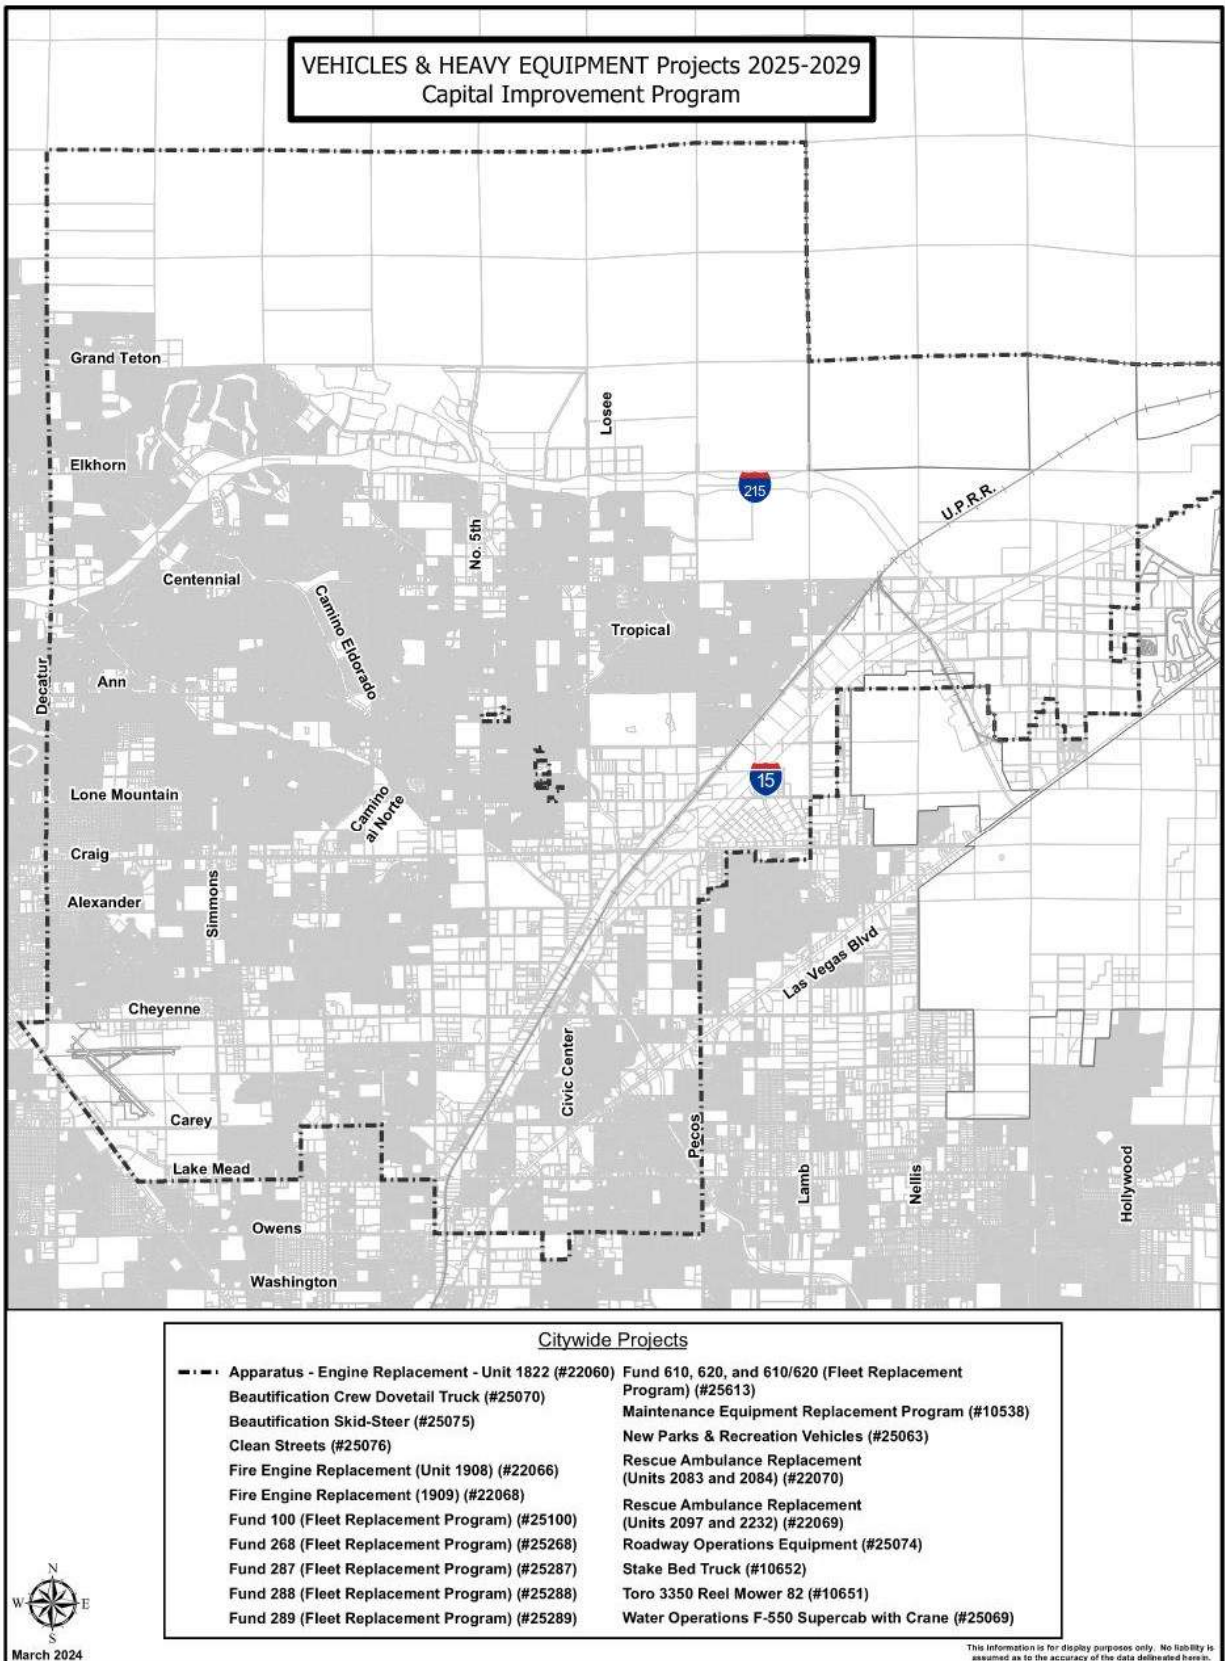 VEHICLES & HEAVY EQUIPMENT Projects 2025-2029
Capital Improvement Program
Grand Teton
Losee
Elkhorn
215
U.P.R.R.
No. 5th
Centennial
Camino Eldorado
Tropical
Decatur
Ann
15
Lone Mountain
Camino
al Norte
Craig
Simmons
Alexander
Las Vegas Blvd
Cheyenne
Civic Center
Carey
Pecos
Lake Mead
Lamb
Nellis
Hollywood
Owens
Washington
Citywide Projects
Apparatus - Engine Replacement - Unit 1822 (#22060)
Beautification Crew Dovetail Truck (#25070)
Beautification Skid-Steer (#25075)
Clean Streets (#25076)
Fire Engine Replacement (Unit 1908) (#22066)
Fire Engine Replacement (1909) (#22068)
Fund 100 (Fleet Replacement Program) (#25100)
Fund 268 (Fleet Replacement Program) (#25268)
Fund 287 (Fleet Replacement Program) (#25287)
Fund 288 (Fleet Replacement Program) (#25288)
Fund 289 (Fleet Replacement Program) (#25289)
Fund 610, 620, and 610/620 (Fleet Replacement
Program) (#25613)
Maintenance Equipment Replacement Program (#10538)
New Parks & Recreation Vehicles (#25063)
Rescue Ambulance Replacement
(Units 2083 and 2084) (#22070)
Rescue Ambulance Replacement
(Units 2097 and 2232) (#22069)
Roadway Operations Equipment (#25074)
Stake Bed Truck (#10652)
Toro 3350 Reel Mower 82 (#10651)
Water Operations F-550 Supercab with Crane (#25069)
N
W
E
S
March 2024
This information is for display purposes only. No liability is
assumed as to the accuracy of the data delineated herein.